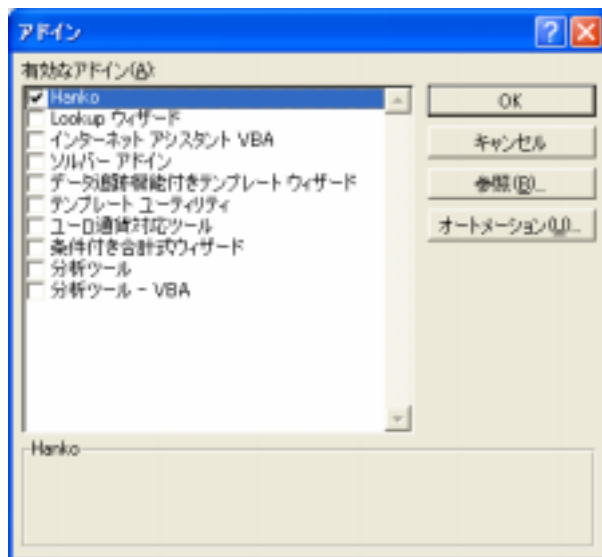 アドイン
有効なアドイン(A):
Hanko
Lookup ウィザード
インターネット アシスタント VBA
ソルバー アドイン
データ追跡機能付きテンプレート ウィザード
テンプレート ユーティリティ
ユーロ通貨対応ツール
条件付き合計式ウィザード
分析ツール
分析ツール - VBA
OK
キャンセル
参照(B)...
オートメーション(U)...
Hanko